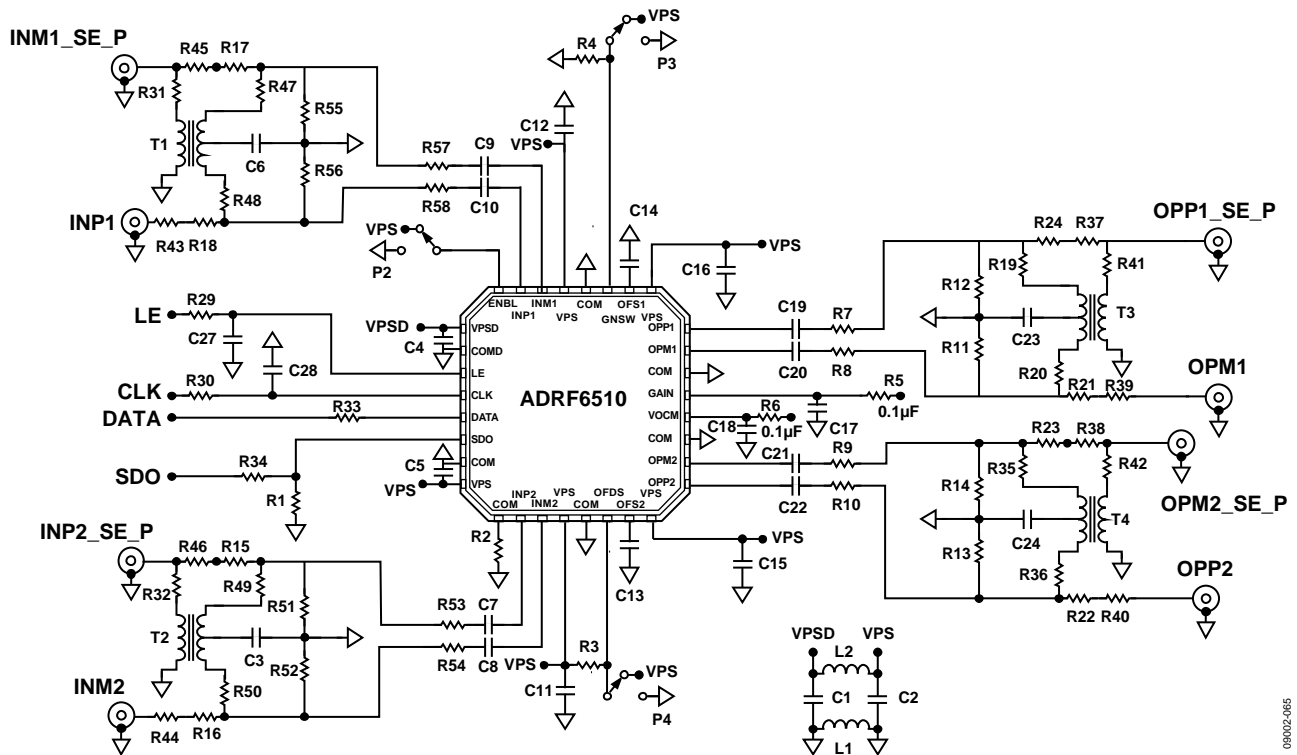 VPS
INM1_SE_P
R45 R17
R4
P3
R31
R47
R55
T1
C6
R56
R48
C12
VPS
R57 C9
R58 C10
INP1
R43 R18
VPS
P2
C14
C16
VPS
LE
R29
C27
C28
CLK
R30
DATA
R33
SDO
R34
R1
VPSD
C4
C5
VPS
ENBL
INP1
INM1
VPS
COM
GNSW
OFS1
VPS
VPSD
COMD
LE
CLK
DATA
SDO
COM
VPS
ADRF6510
OPP1
OPM1
COM
GAIN
VOCM
COM
OPM2
OPP2
COM
INP2
INM2
VPS
COM
OFDS
OFS2
VPS
C19 R7
C20 R8
R5
0.1µF
C17
R6
0.1µF
C18
C21 R9
C22 R10
OPP1_SE_P
R24 R37
R19
R41
R12
C23
T3
R11
R20
R21 R39
OPM1
R23 R38
R35
R42
R14
OPM2_SE_P
C24
T4
R13
R36
OPP2
R22 R40
R2
C13
C15
VPS
INP2_SE_P
R46 R15
R32
R49
R51
T2
C3
R52
R50
INM2
R44 R16
R53 C7
R54 C8
VPS
C11
R3
VPS
P4
VPSD VPS
L2
C1 C2
L1
09002-065